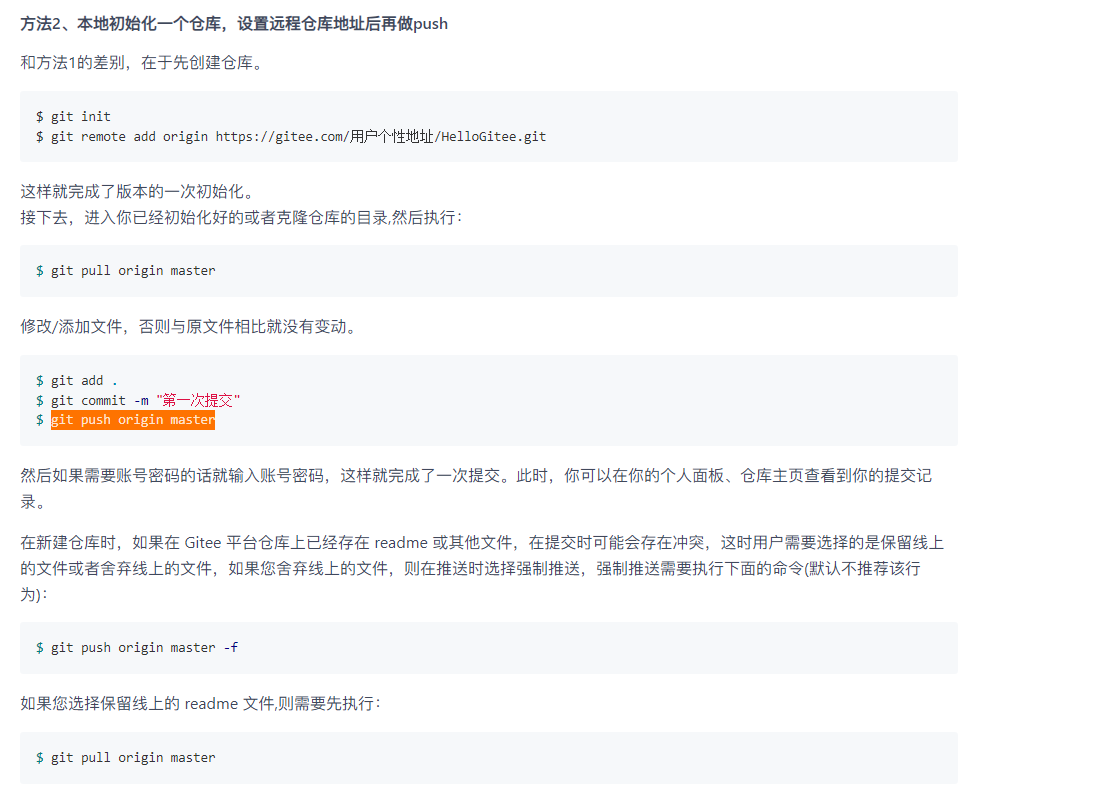 方法2、本地初始化一个仓库，设置远程仓库地址后再做push
和方法1的差别，在于先创建仓库。
$ git init
$ git remote add origin https://gitee.com/用户个性地址/HelloGitee.git
这样就完成了版本的一次初始化。
接下去，进入你已经初始化好的或者克隆仓库的目录,然后执行：
$ git pull origin master
修改/添加文件，否则与原文件相比就没有变动。
$ git add .
$ git commit -m "第一次提交"
$ git push origin master
然后如果需要账号密码的话就输入账号密码，这样就完成了一次提交。此时，你可以在你的个人面板、仓库主页查看到你的提交记
录。
在新建仓库时，如果在 Gitee 平台仓库上已经存在 readme 或其他文件，在提交时可能会存在冲突，这时用户需要选择的是保留线上
的文件或者舍弃线上的文件，如果您舍弃线上的文件，则在推送时选择强制推送，强制推送需要执行下面的命令(默认不推荐该行
为)：
$ git push origin master -f
如果您选择保留线上的 readme 文件,则需要先执行：
$ git pull origin master